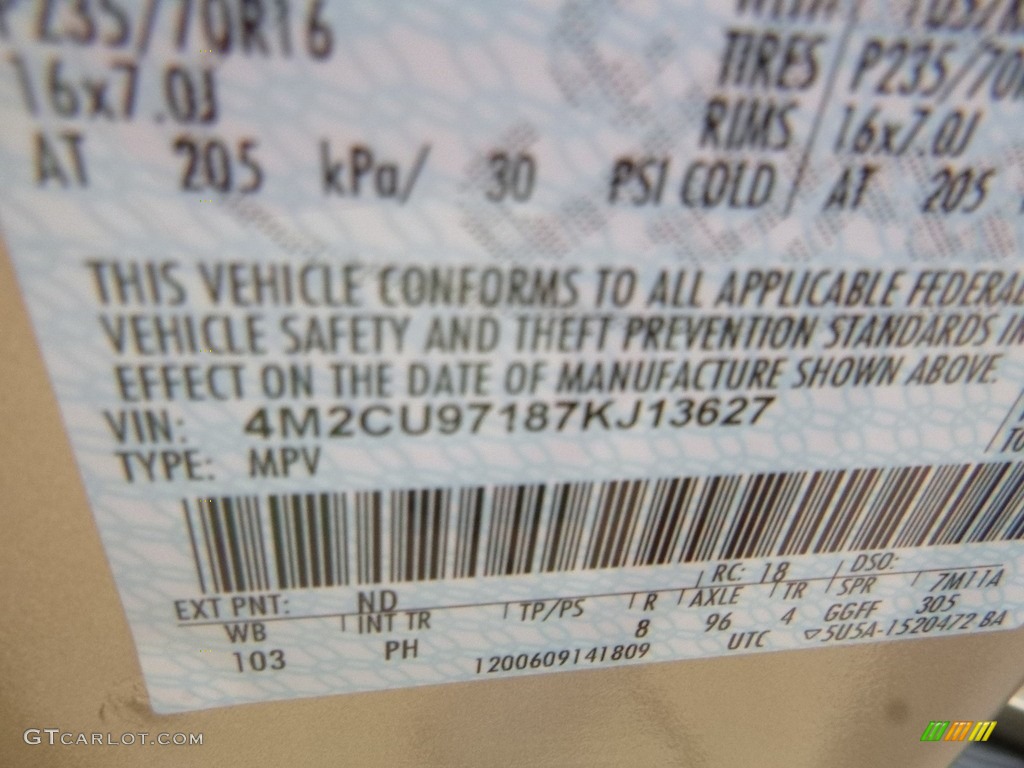 P235/70R16
16x7.0J
AT 205 kPa/ 30 PSI COLD
TIRES P235/70R
RIMS 16x7.0J
AT 205
THIS VEHICLE CONFORMS TO ALL APPLICABLE FEDERAL
VEHICLE SAFETY AND THEFT PREVENTION STANDARDS IN
EFFECT ON THE DATE OF MANUFACTURE SHOWN ABOVE.
VIN: 4M2CU97187KJ13627
TYPE: MPV
EXT PNT: ND RC: 18 DSO:
WB INT TR TP/PS R AXLE TR SPR 7M11A
103 PH 8 96 4 GGFF 305
1200609141809 UTC ▽5U5A-1520472 BA
GTCARLOT.COM